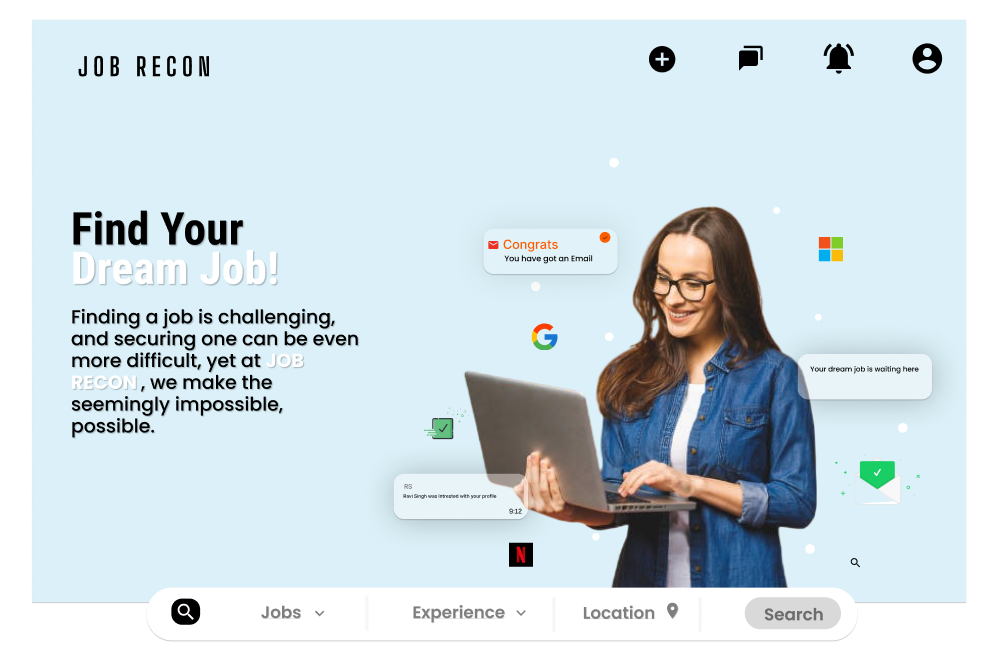 JOB RECON
Find Your
Dream Job!
Finding a job is challenging,
and securing one can be even
more difficult, yet at JOB
RECON , we make the
seemingly impossible,
possible.
Congrats
You have got an Email
Your dream job is waiting here
RS
Ravi Singh was intrested with your profile
9:12
N
Jobs
Experience
Location
Search